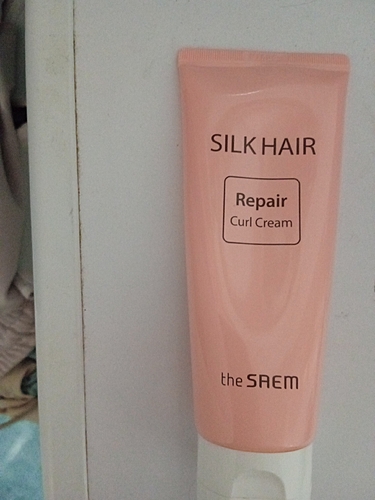 SILK HAIR
Repair
Curl Cream
the SAEM